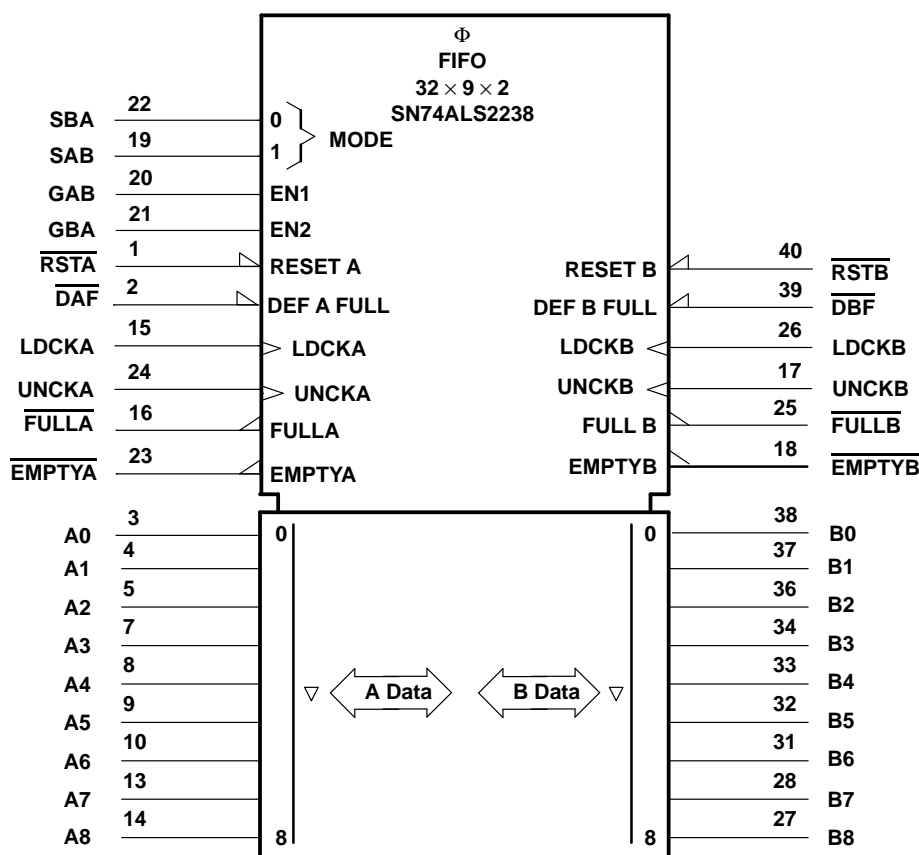 Φ
FIFO
32 × 9 × 2
SN74ALS2238
SBA 22 0
SAB 19 1
MODE
GAB 20 EN1
GBA 21 EN2
RSTA 1 RESET A
RESET B 40 RSTB
DAF 2 DEF A FULL
DEF B FULL 39 DBF
LDCKA 15 LDCKA
LDCKB 26 LDCKB
UNCKA 24 UNCKA
UNCKB 17 UNCKB
FULLA 16 FULLA
FULL B 25 FULLB
EMPTYA 23 EMPTYA
EMPTYB 18 EMPTYB
A0 3 0
0 38 B0
A1 4
37 B1
A2 5
36 B2
A3 7
34 B3
A4 8
33 B4
A Data
B Data
A5 9
32 B5
A6 10
31 B6
A7 13
28 B7
A8 14 8
8 27 B8